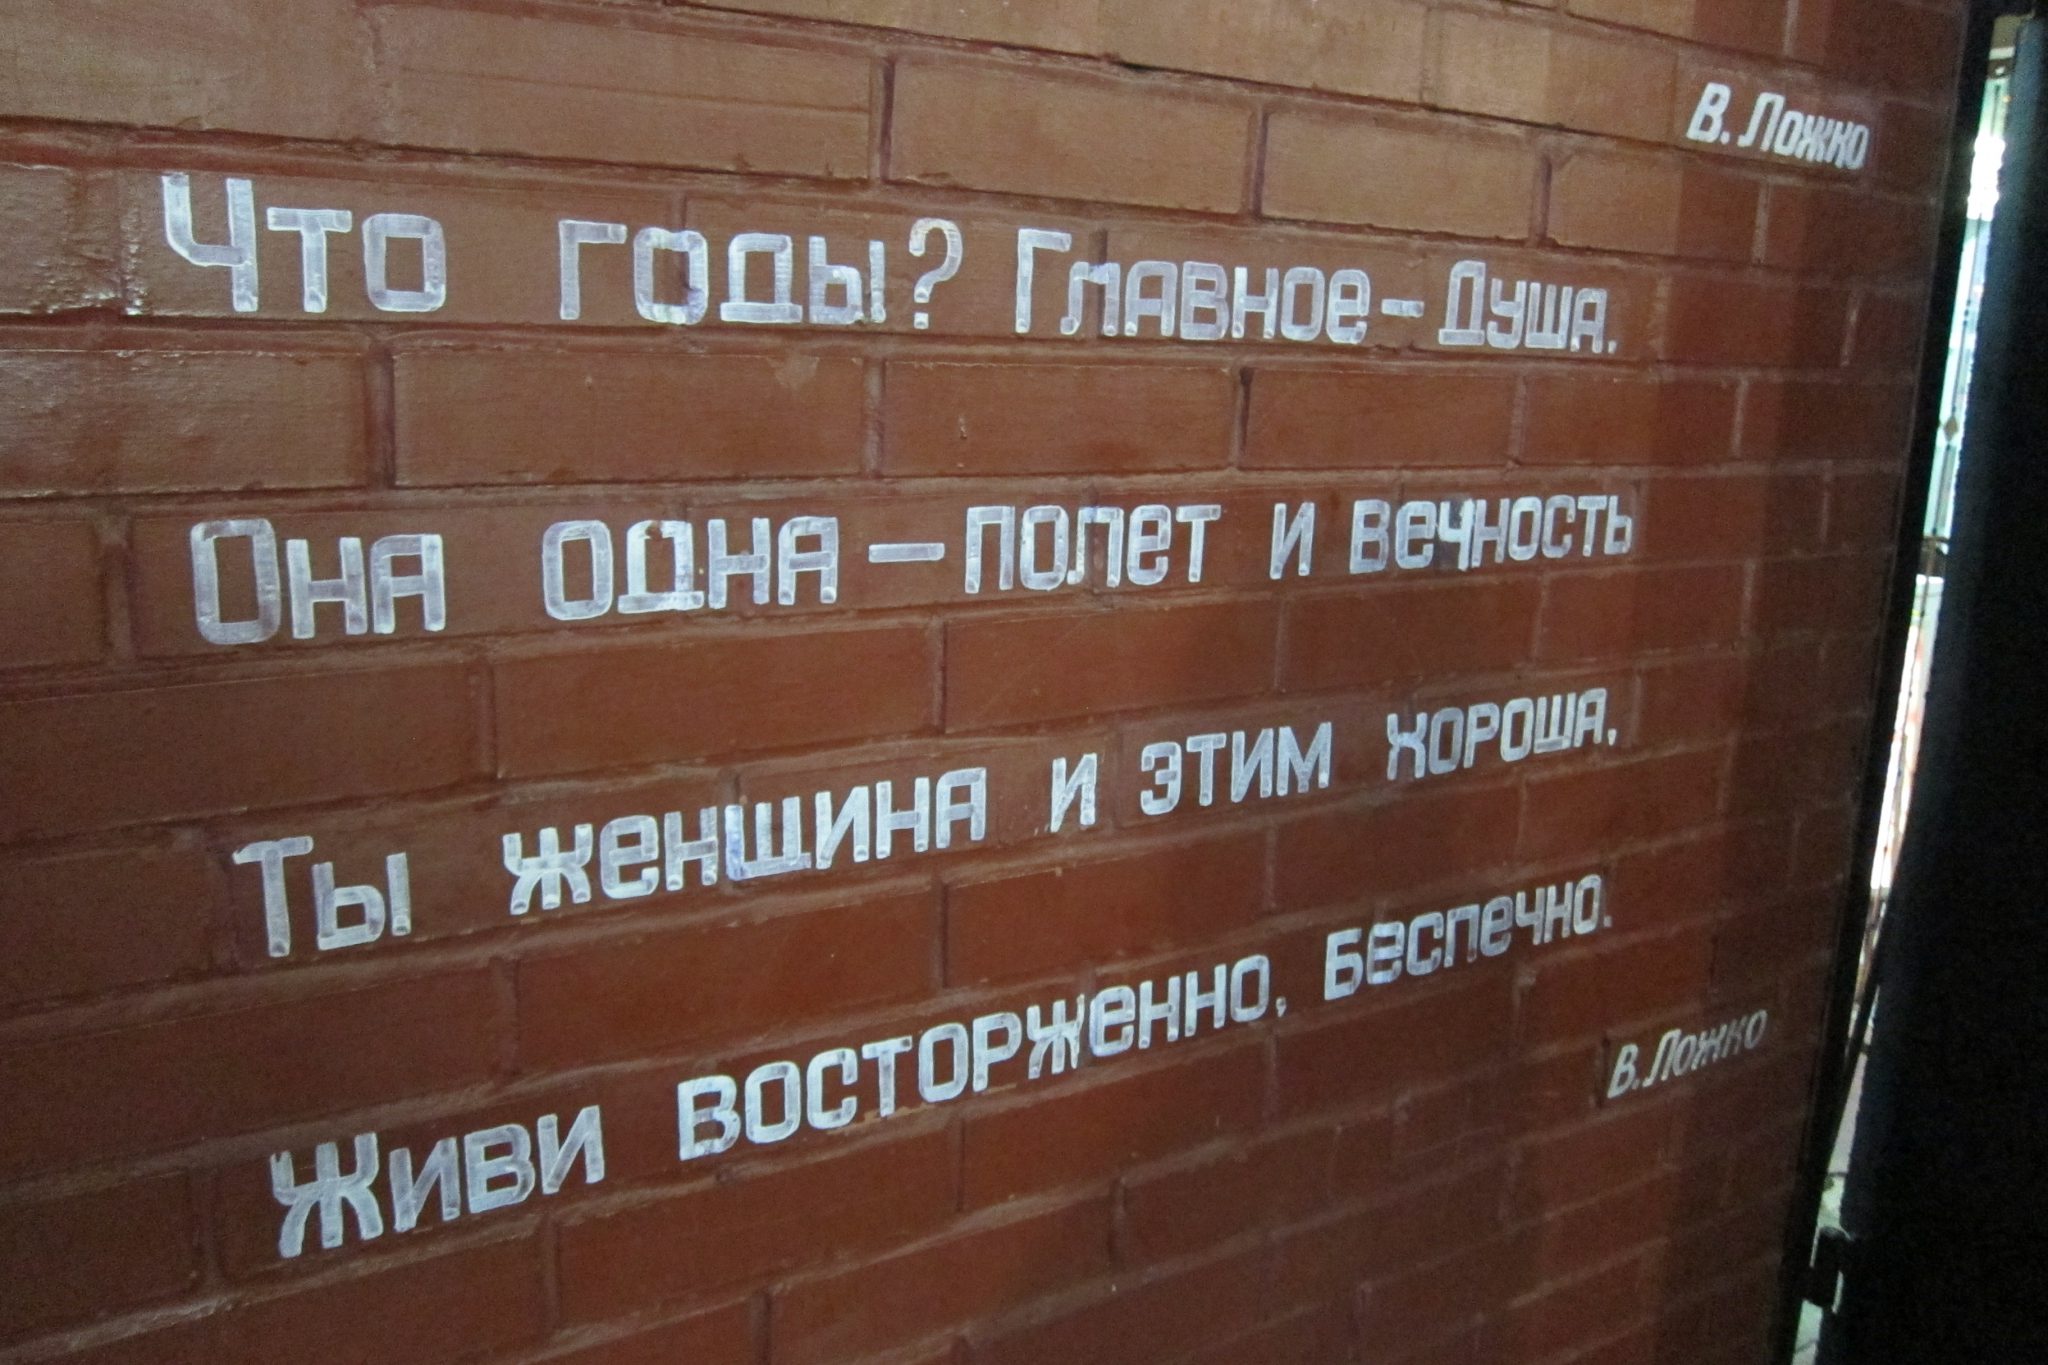 В. Ложко
Что годы? Главное – Душа.
Она одна – полет и вечность
Ты женщина и этим хороша,
Живи восторженно, беспечно.
В. Ложко